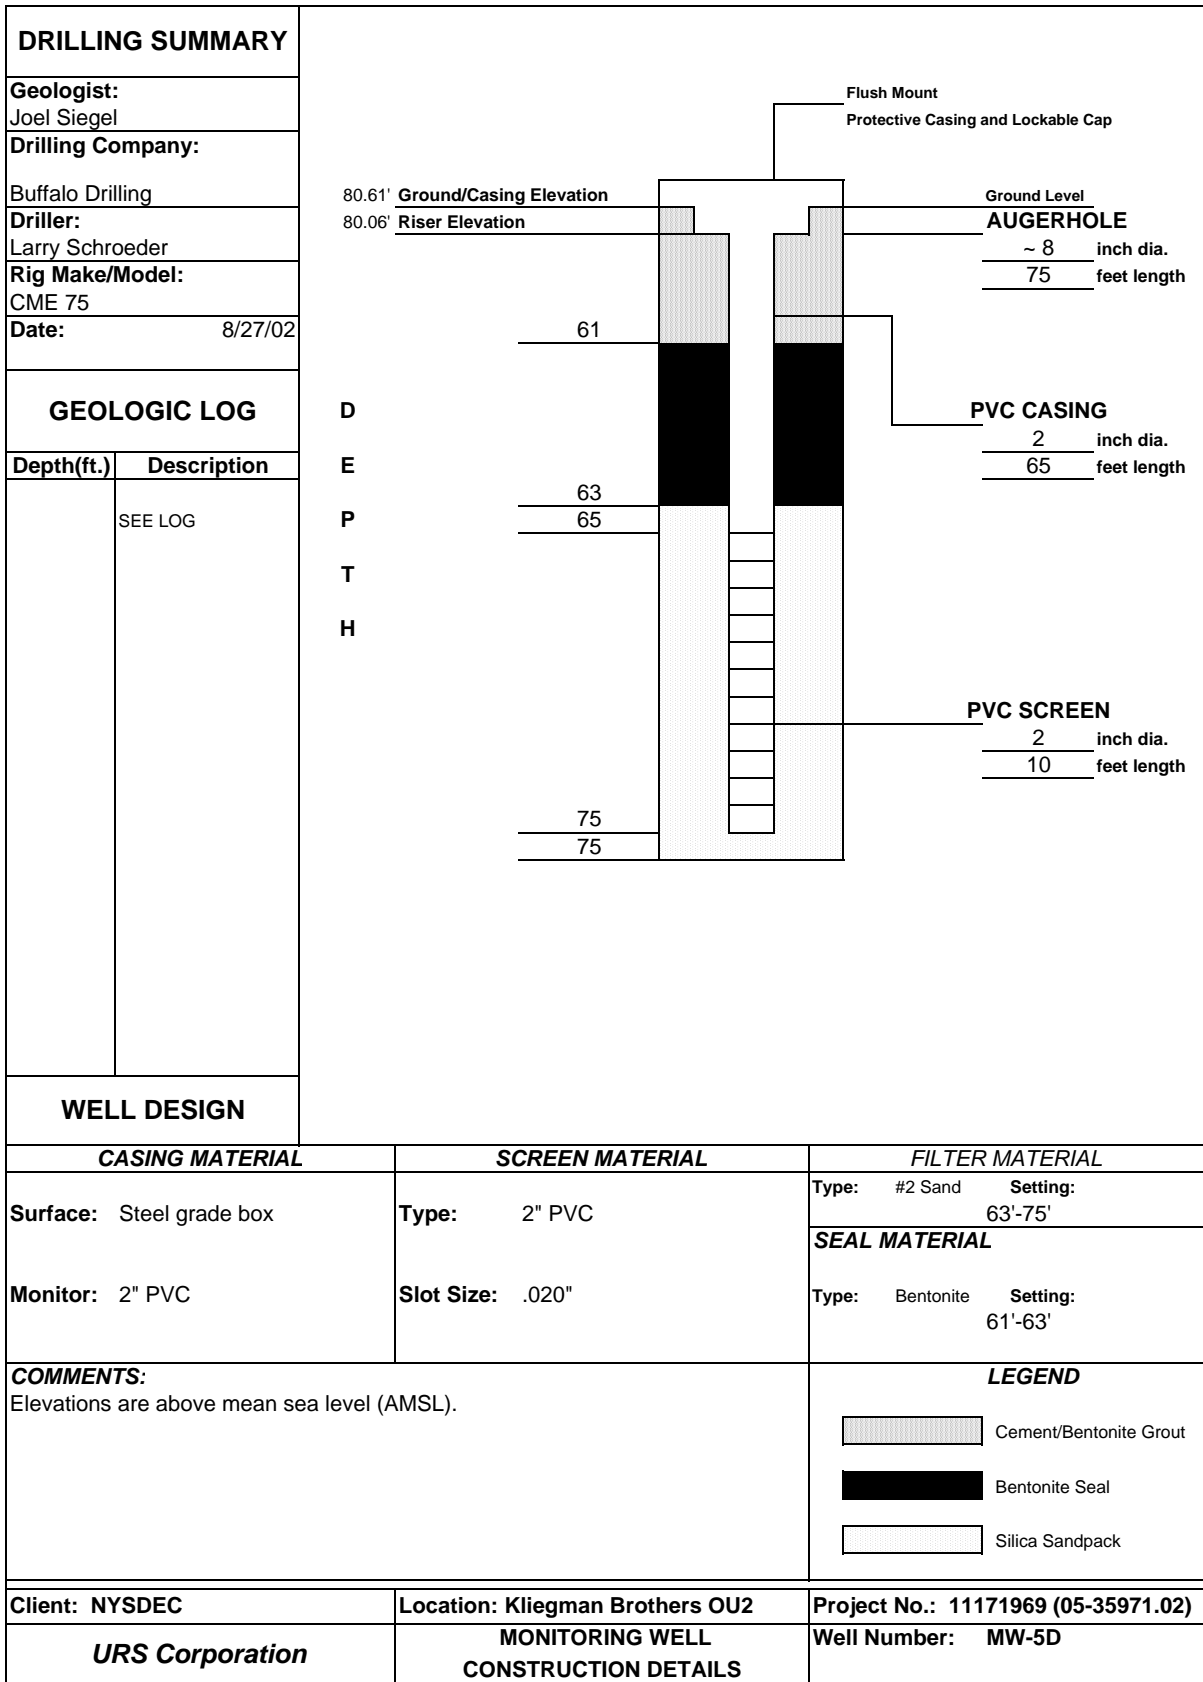 DRILLING SUMMARY
Geologist:
Joel Siegel
Drilling Company:
Buffalo Drilling
Driller:
Larry Schroeder
Rig Make/Model:
CME 75
Date: 8/27/02
GEOLOGIC LOG
Depth(ft.) Description
SEE LOG
WELL DESIGN
Flush Mount
Protective Casing and Lockable Cap
80.61' Ground/Casing Elevation
80.06' Riser Elevation
Ground Level
AUGERHOLE
~ 8 inch dia.
75 feet length
61
D
E
P
T
H
PVC CASING
2 inch dia.
65 feet length
63
65
PVC SCREEN
2 inch dia.
10 feet length
75
75
CASING MATERIAL
Surface: Steel grade box
Monitor: 2" PVC
SCREEN MATERIAL
Type: 2" PVC
Slot Size: .020"
FILTER MATERIAL
Type: #2 Sand Setting:
63'-75'
SEAL MATERIAL
Type: Bentonite Setting:
61'-63'
COMMENTS:
Elevations are above mean sea level (AMSL).
LEGEND
Cement/Bentonite Grout
Bentonite Seal
Silica Sandpack
Client: NYSDEC
Location: Kliegman Brothers OU2
Project No.: 11171969 (05-35971.02)
URS Corporation
MONITORING WELL
CONSTRUCTION DETAILS
Well Number: MW-5D